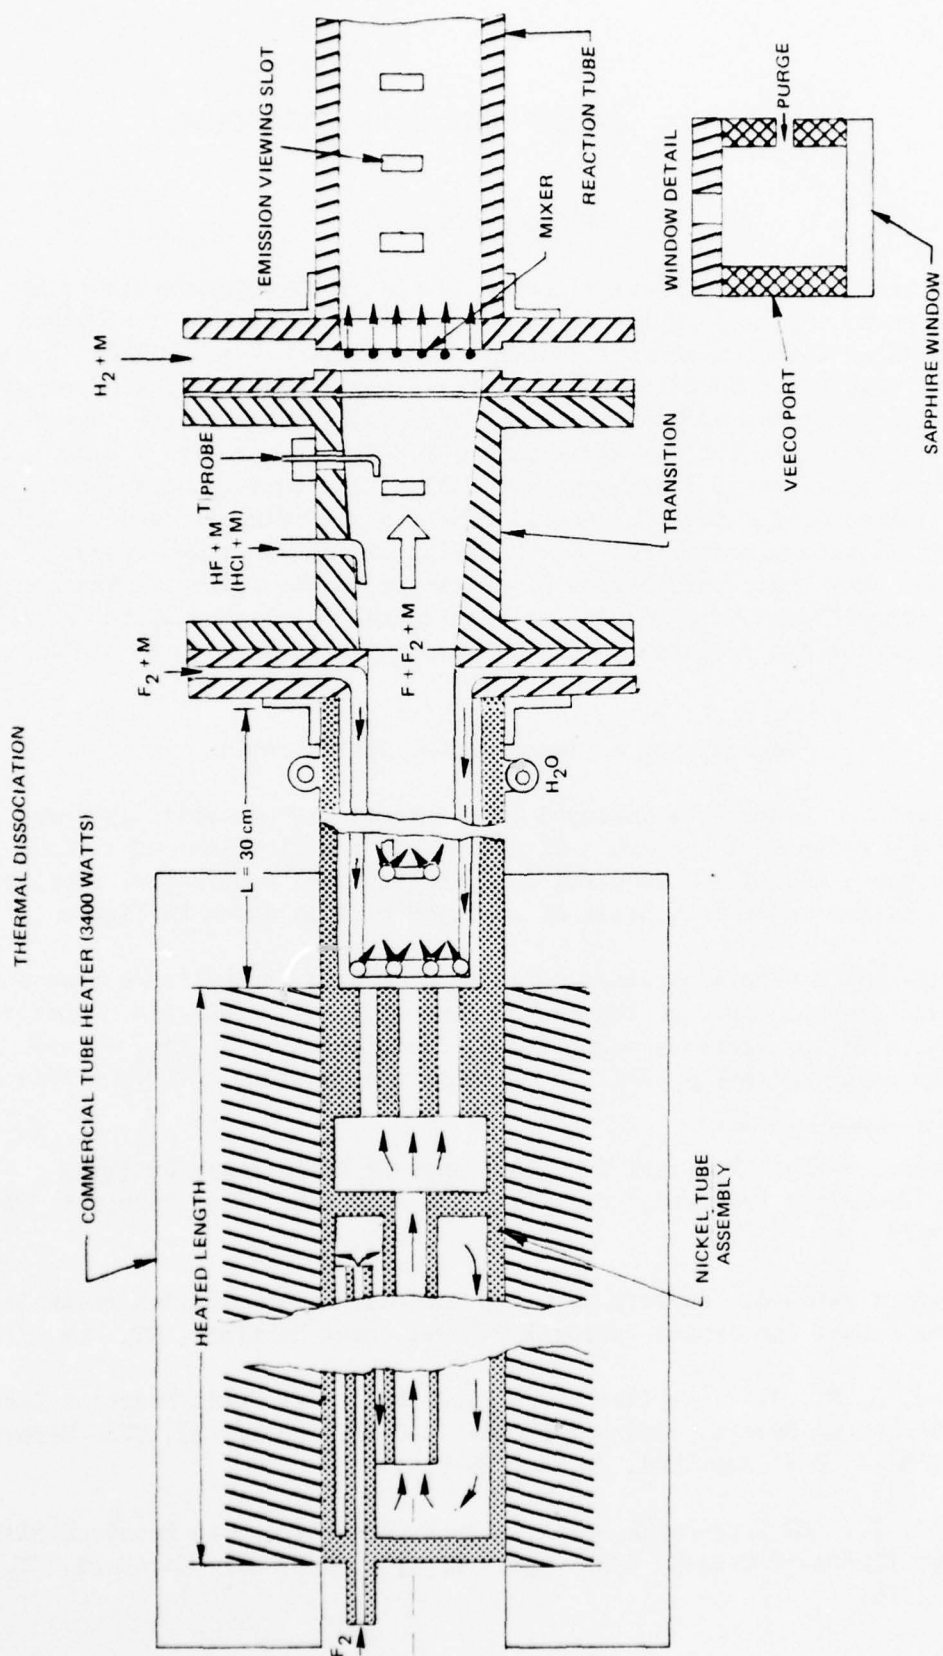 THERMAL DISSOCIATION
COMMERCIAL TUBE HEATER (3400 WATTS)
HEATED LENGTH
L = 30 cm
F2 + M
HF + M
(HCl + M)
T PROBE
H2 + M
EMISSION VIEWING SLOT
F2
F + F2 + M
H2O
NICKEL TUBE
ASSEMBLY
TRANSITION
MIXER
REACTION TUBE
WINDOW DETAIL
PURGE
VEECO PORT
SAPPHIRE WINDOW